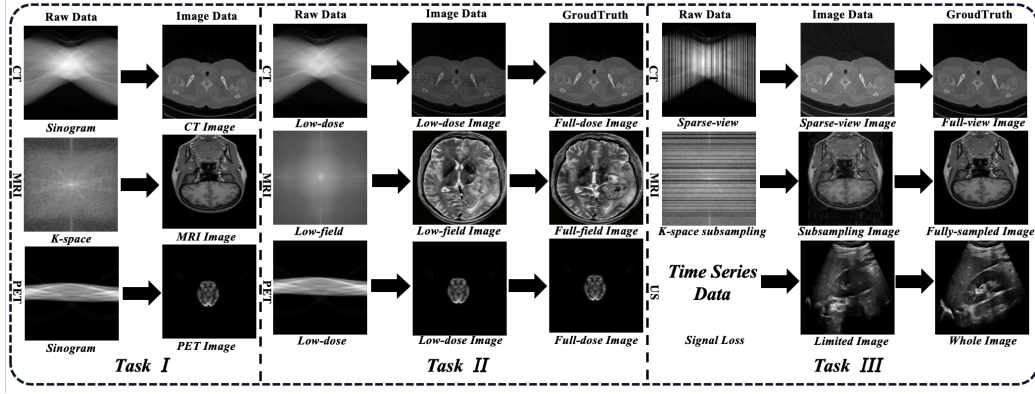 Raw Data Image Data
CT
Sinogram CT Image
MRI
K-space MRI Image
PET
Sinogram PET Image
Task I
Raw Data Image Data GroudTruth
CT
Low-dose Low-dose Image Full-dose Image
MRI
Low-field Low-field Image Full-field Image
PET
Low-dose Low-dose Image Full-dose Image
Task II
Raw Data Image Data GroudTruth
CT
Sparse-view Sparse-view Image Full-view Image
MRI
K-space subsampling Subsampling Image Fully-sampled Image
US
Time Series
Data
Signal Loss Limited Image Whole Image
Task III